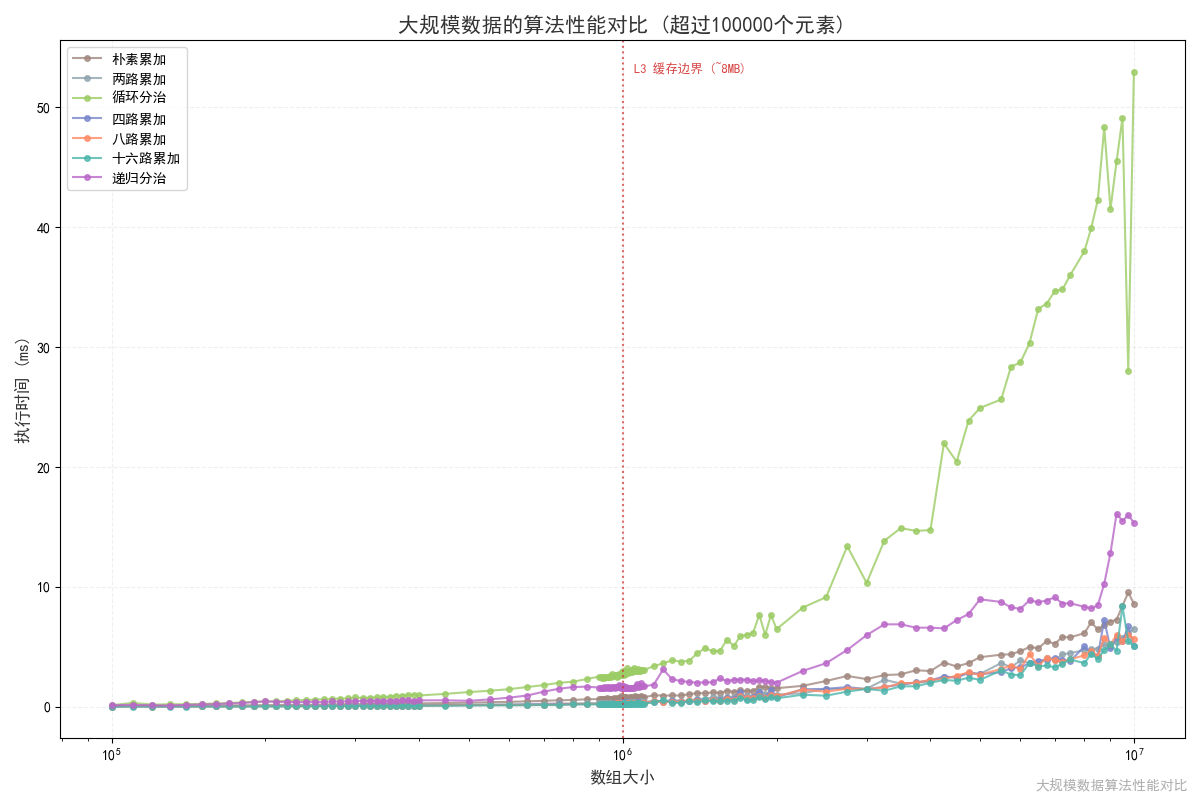 大规模数据的算法性能对比 (超过100000个元素)
朴素累加
两路累加
循环分治
四路累加
八路累加
十六路累加
递归分治
L3 缓存边界 (~8MB)
执行时间 (ms)
50
40
30
20
10
0
10⁵
10⁶
10⁷
数组大小
大规模数据算法性能对比